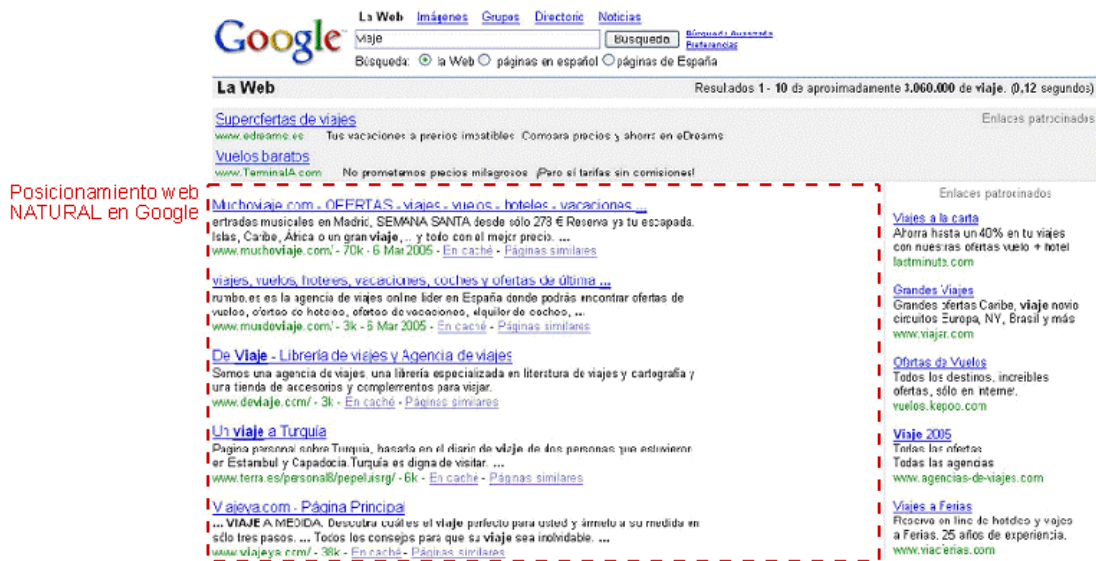 La Web Imágenes Grupos Directorio Noticias
Google
viaje Búsqueda Búsqueda Avanzada
Preferencias
Búsqueda: la Web páginas en español páginas de España
La Web Resultados 1 - 10 de aproximadamente 3.060.000 de viaje. (0,12 segundos)
Superofertas de viajes Enlaces patrocinados
www.edreams.es Tus vacaciones a precios imbatibles. Compara precios y ahorra en eDreams
Vuelos baratos
www.TerminalA.com No prometemos precios milagrosos ¡Pero sí tarifas sin comisiones!
Posicionamiento web
NATURAL en Google
Muchoviaje.com - OFERTAS - viajes - vuelos - hoteles - vacaciones ...
entradas musicales en Madrid, SEMANA SANTA desde sólo 278 € Reserva ya tu escapada.
Islas, Caribe, África o un gran viaje,... y todo con el mejor precio. ...
www.muchoviaje.com/ - 70k - 6 Mar 2005 - En caché - Páginas similares
viajes, vuelos, hoteles, vacaciones, coches y ofertas de última ...
rumbo.es es la agencia de viajes online lider en España donde podrás encontrar ofertas de
vuelos, ofertas de hoteles, ofertas de vacaciones, alquiler de coches, ...
www.mundoviaje.com/ - 3k - 6 Mar 2005 - En caché - Páginas similares
De Viaje - Librería de viajes y Agencia de viajes
Somos una agencia de viajes, una librería especializada en literatura de viajes y cartografía y
una tienda de accesorios y complementos para viajar.
www.deviaje.com/ - 3k - En caché - Páginas similares
Un viaje a Turquía
Pagina personal sobre Turquia, basada en el diario de viaje de dos personas que estuvieron
en Estambul y Capadocia.Turquía es digna de visitar. ...
www.terra.es/personal8/pepeluisrg/ - 6k - En caché - Páginas similares
Viajeya.com - Página Principal
... VIAJE A MEDIDA. Descubra cuál es el viaje perfecto para usted y ármelo a su medida en
sólo tres pasos. ... Todos los consejos para que su viaje sea inolvidable. ...
www.viajeya.com/ - 38k - En caché - Páginas similares
Enlaces patrocinados
Viajes a la carta
Ahorra hasta un 40% en tu viajes
con nuestras ofertas vuelo + hotel
lastminute.com
Grandes Viajes
Grandes ofertas Caribe, viaje novio
circuitos Europa, NY, Brasil y más
www.viajar.com
Ofertas de Vuelos
Todos los destinos, increibles
ofertas, sólo en internet.
vuelos.kepoo.com
Viaje 2005
Todas las ofertas
Todas las agencias
www.agencias-de-viajes.com
Viajes a Ferias
Reserva on line de hoteles y viajes
a Ferias. 25 años de experiencia.
www.viacferias.com